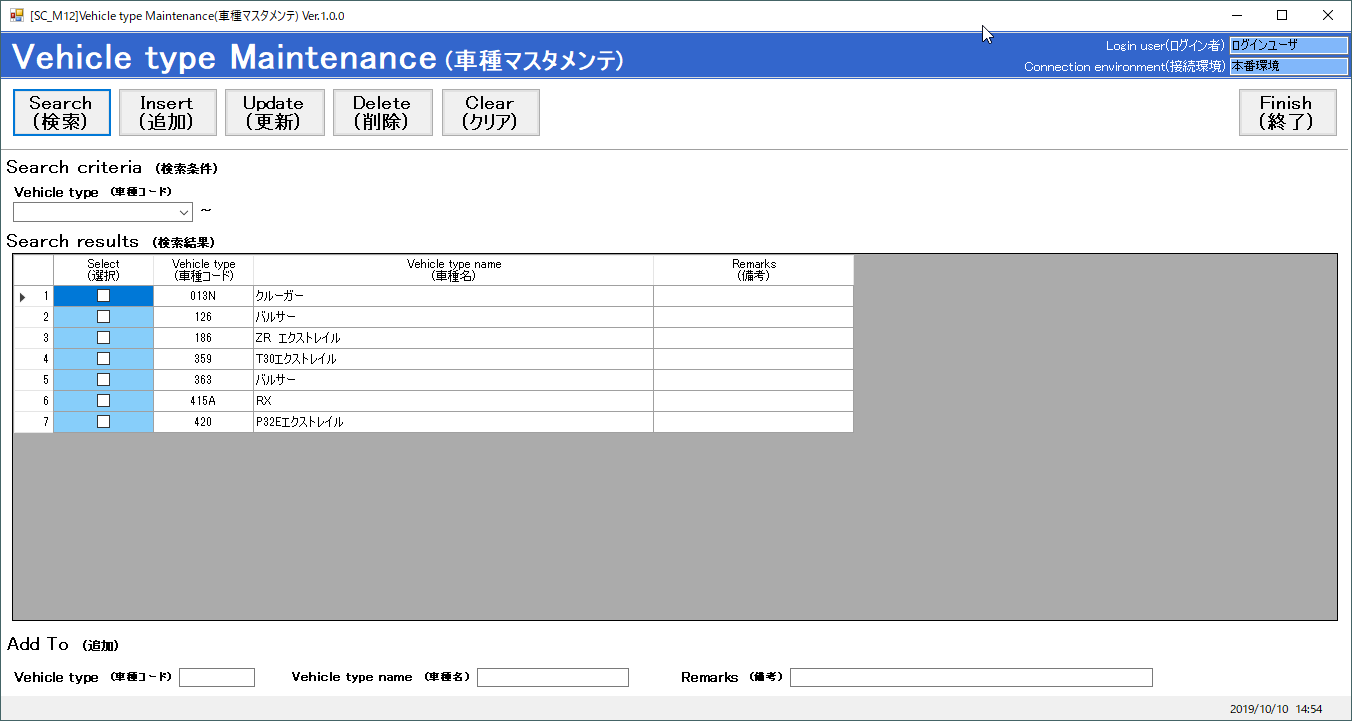 [SC_M12]Vehicle type Maintenance(車種マスタメンテ) Ver.1.0.0
Vehicle type Maintenance (車種マスタメンテ)
Login user(ログイン者) ログインユーザ
Connection environment(接続環境) 本番環境
Search Insert Update Delete Clear Finish
(検索) (追加) (更新) (削除) (クリア) (終了)
Search criteria (検索条件)
Vehicle type (車種コード)
~
Search results (検索結果)
Select Vehicle type Vehicle type name Remarks
(選択) (車種コード) (車種名) (備考)
1 013N クルーガー
2 126 バルサー
3 186 ZR エクストレイル
4 359 T30エクストレイル
5 363 バルサー
6 415A RX
7 420 P32Eエクストレイル
Add To (追加)
Vehicle type (車種コード) Vehicle type name (車種名) Remarks (備考)
2019/10/10 14:54